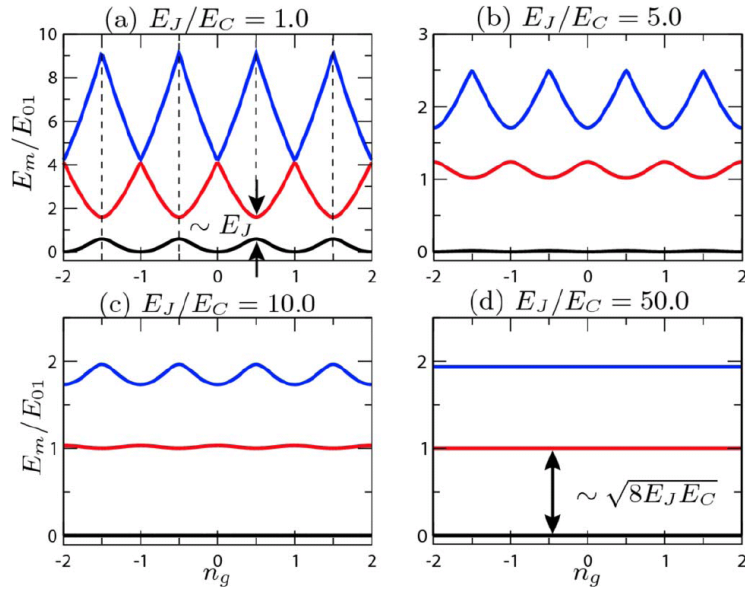 (a) E_J/E_C = 1.0
(b) E_J/E_C = 5.0
10
8
6
4
2
0
E_m/E_01
∼ E_J
-2 -1 0 1 2
3
2
1
0
-2 -1 0 1 2
(c) E_J/E_C = 10.0
(d) E_J/E_C = 50.0
2
1
0
E_m/E_01
-2 -1 0 1 2
n_g
2
1
0
∼ √8E_J E_C
-2 -1 0 1 2
n_g